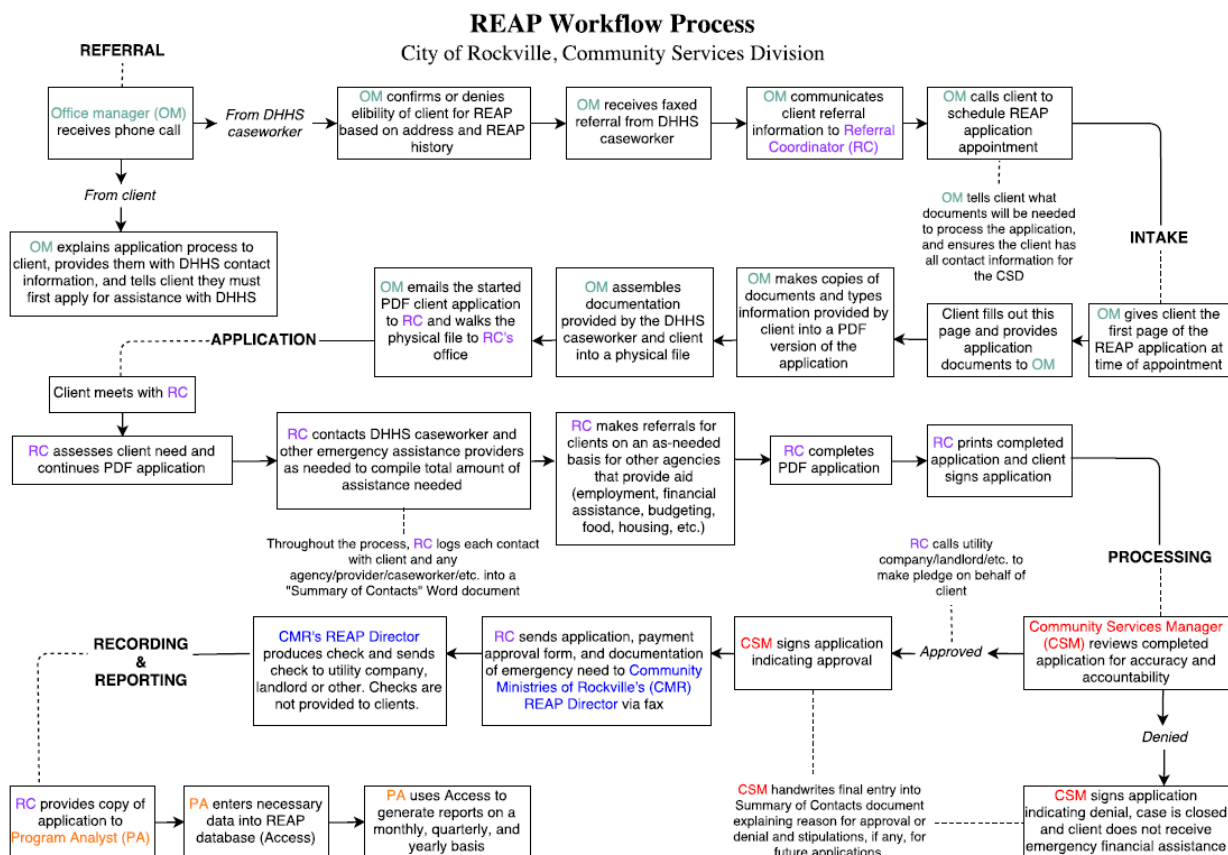 REAP Workflow Process
City of Rockville, Community Services Division
REFERRAL
Office manager (OM)
receives phone call
From DHHS
caseworker
OM confirms or denies
elibility of client for REAP
based on address and REAP
history
OM receives faxed
referral from DHHS
caseworker
OM communicates
client referral
information to Referral
Coordinator (RC)
OM calls client to
schedule REAP
application
appointment
From client
OM explains application process to
client, provides them with DHHS contact
information, and tells client they must
first apply for assistance with DHHS
OM tells client what
documents will be needed
to process the application,
and ensures the client has
all contact information for
the CSD
INTAKE
OM gives client the
first page of the
REAP application at
time of appointment
Client fills out this
page and provides
application
documents to OM
OM makes copies of
documents and types
information provided by
client into a PDF
version of the
application
OM assembles
documentation
provided by the DHHS
caseworker and client
into a physical file
OM emails the started
PDF client application
to RC and walks the
physical file to RC's
office
APPLICATION
Client meets with RC
RC assesses client need and
continues PDF application
RC contacts DHHS caseworker and
other emergency assistance providers
as needed to compile total amount of
assistance needed
RC makes referrals for
clients on an as-needed
basis for other agencies
that provide aid
(employment, financial
assistance, budgeting,
food, housing, etc.)
RC completes
PDF application
RC prints completed
application and client
signs application
Throughout the process, RC logs each contact
with client and any
agency/provider/caseworker/etc. into a
"Summary of Contacts" Word document
RC calls utility
company/landlord/etc. to
make pledge on behalf of
client
PROCESSING
Community Services Manager
(CSM) reviews completed
application for accuracy and
accountability
Approved
CSM signs application
indicating approval
RC sends application, payment
approval form, and documentation
of emergency need to Community
Ministries of Rockville's (CMR)
REAP Director via fax
CMR's REAP Director
produces check and sends
check to utility company,
landlord or other. Checks are
not provided to clients.
RECORDING
&
REPORTING
Denied
CSM signs application
indicating denial, case is closed
and client does not receive
emergency financial assistance
CSM handwrites final entry into
Summary of Contacts document
explaining reason for approval or
denial and stipulations, if any, for
future applications
RC provides copy of
application to
Program Analyst (PA)
PA enters necessary
data into REAP
database (Access)
PA uses Access to
generate reports on a
monthly, quarterly, and
yearly basis